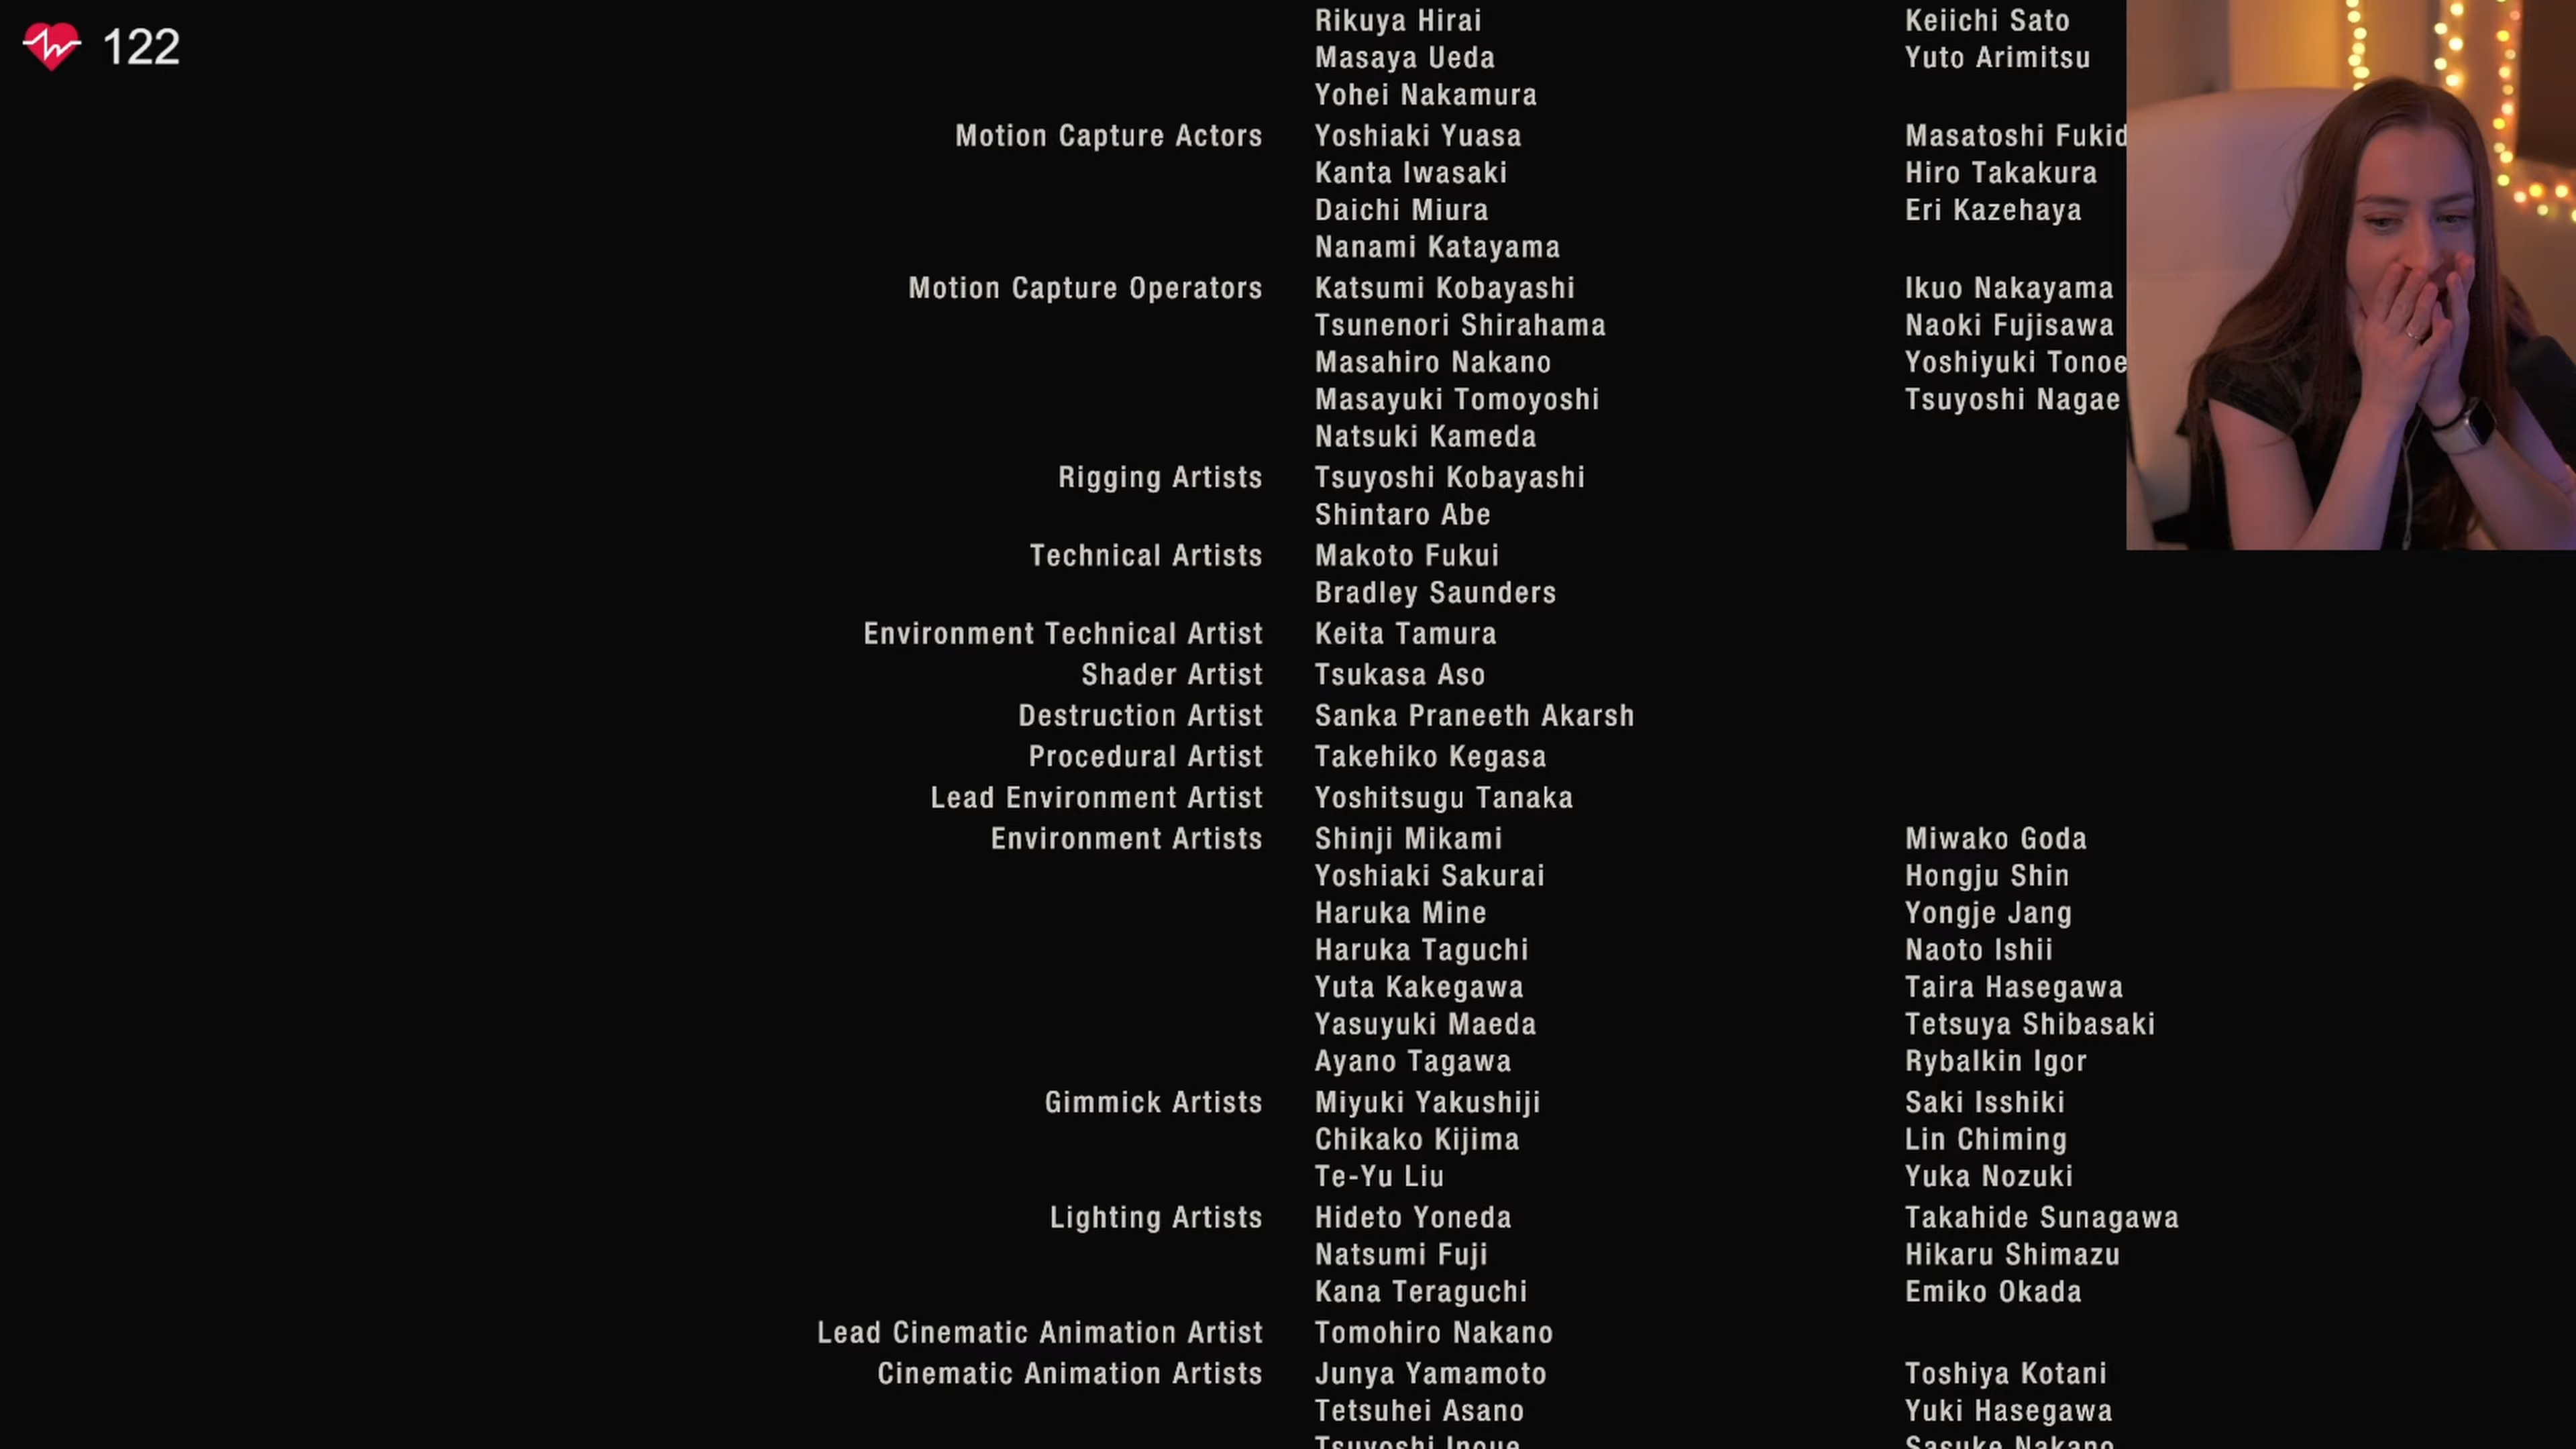 122
Rikuya Hirai Keiichi Sato
Masaya Ueda Yuto Arimitsu
Yohei Nakamura
Motion Capture Actors Yoshiaki Yuasa Masatoshi Fukid
Kanta Iwasaki Hiro Takakura
Daichi Miura Eri Kazehaya
Nanami Katayama
Motion Capture Operators Katsumi Kobayashi Ikuo Nakayama
Tsunenori Shirahama Naoki Fujisawa
Masahiro Nakano Yoshiyuki Tonoe
Masayuki Tomoyoshi Tsuyoshi Nagae
Natsuki Kameda
Rigging Artists Tsuyoshi Kobayashi
Shintaro Abe
Technical Artists Makoto Fukui
Bradley Saunders
Environment Technical Artist Keita Tamura
Shader Artist Tsukasa Aso
Destruction Artist Sanka Praneeth Akarsh
Procedural Artist Takehiko Kegasa
Lead Environment Artist Yoshitsugu Tanaka
Environment Artists Shinji Mikami Miwako Goda
Yoshiaki Sakurai Hongju Shin
Haruka Mine Yongje Jang
Haruka Taguchi Naoto Ishii
Yuta Kakegawa Taira Hasegawa
Yasuyuki Maeda Tetsuya Shibasaki
Ayano Tagawa Rybalkin Igor
Gimmick Artists Miyuki Yakushiji Saki Isshiki
Chikako Kijima Lin Chiming
Te-Yu Liu Yuka Nozuki
Lighting Artists Hideto Yoneda Takahide Sunagawa
Natsumi Fuji Hikaru Shimazu
Kana Teraguchi Emiko Okada
Lead Cinematic Animation Artist Tomohiro Nakano
Cinematic Animation Artists Junya Yamamoto Toshiya Kotani
Tetsuhei Asano Yuki Hasegawa
Tsuyoshi Inoue Sasuke Nakano